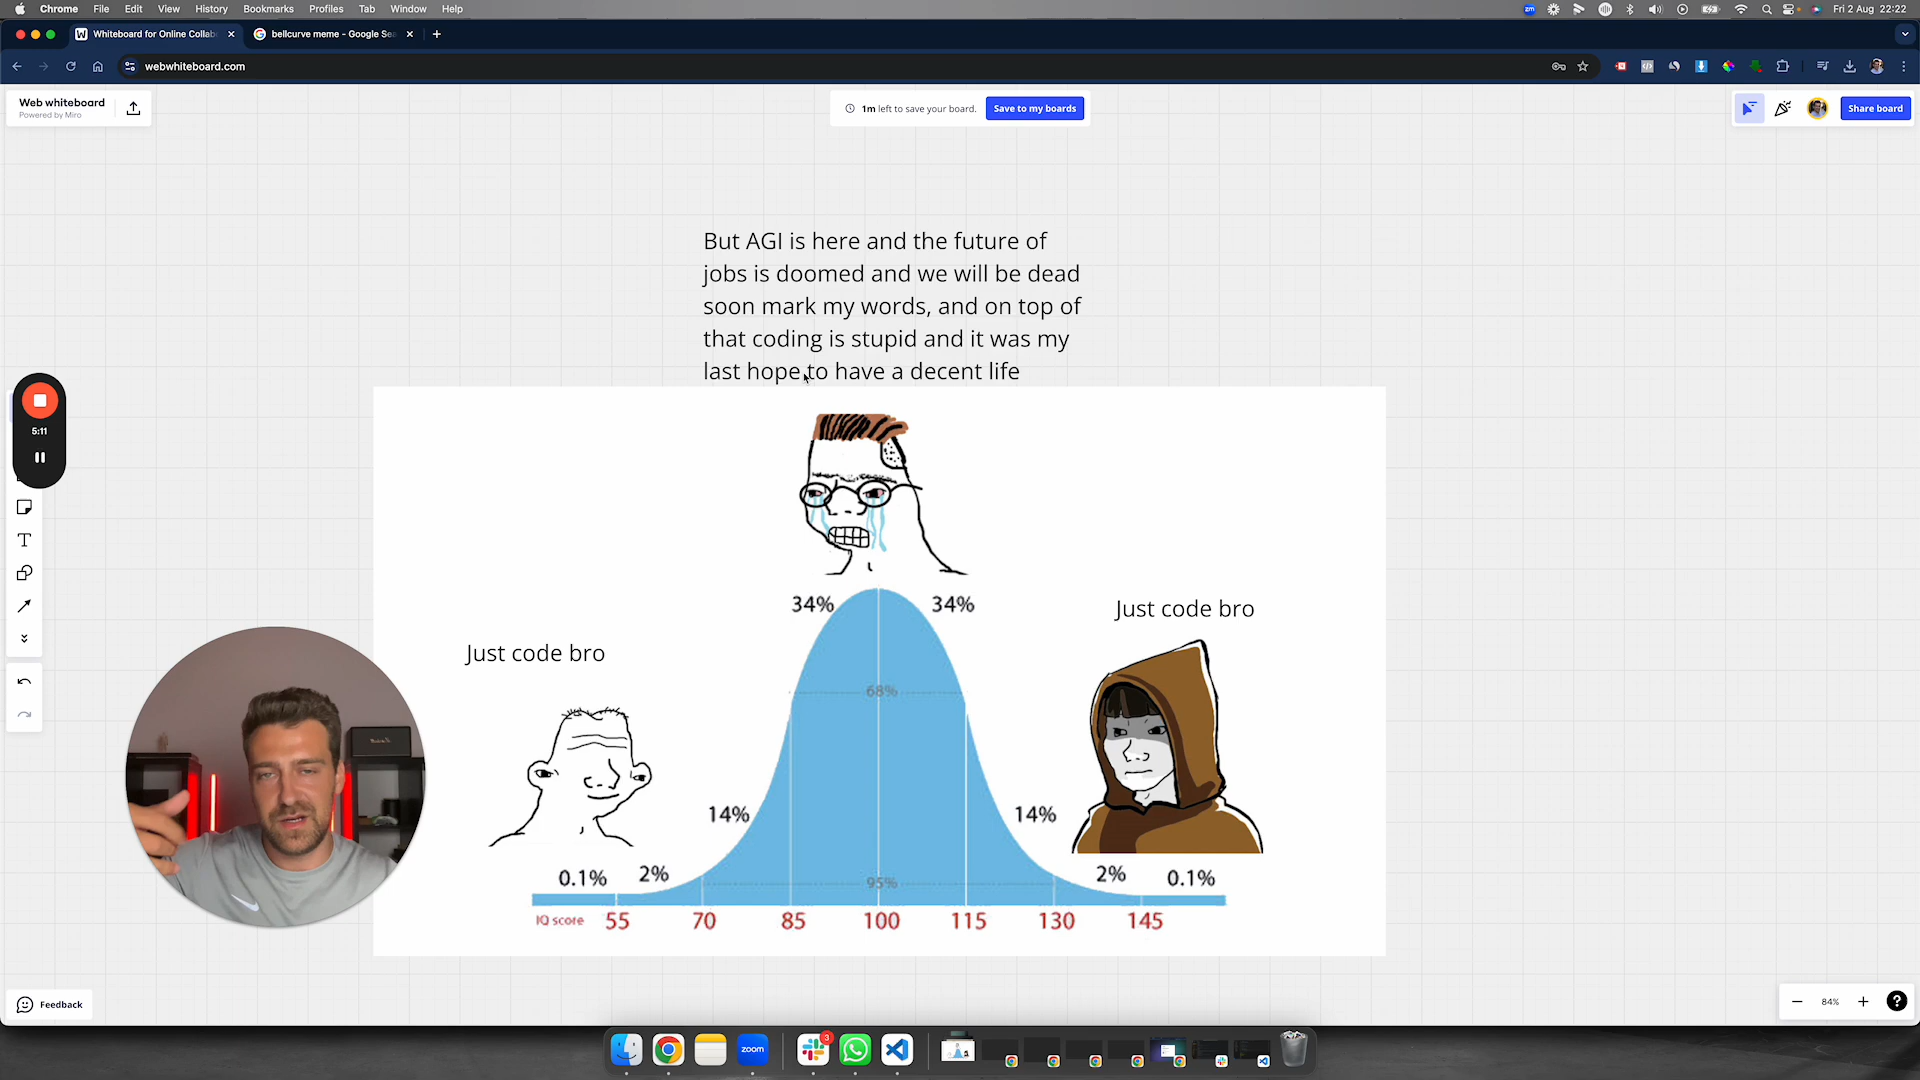 Chrome File Edit View History Bookmarks Profiles Tab Window Help
zm
Fri 2 Aug 22:22
Whiteboard for Online Collab
bellcurve meme - Google Sea
webwhiteboard.com
Web whiteboard
Powered by Miro
1m left to save your board.
Save to my boards
Share board
But AGI is here and the future of
jobs is doomed and we will be dead
soon mark my words, and on top of
that coding is stupid and it was my
last hope to have a decent life
5:11
T
34% 34%
Just code bro
Just code bro
68%
14% 14%
0.1% 2% 95% 2% 0.1%
IQ score 55 70 85 100 115 130 145
Feedback
84%
?
zoom
3